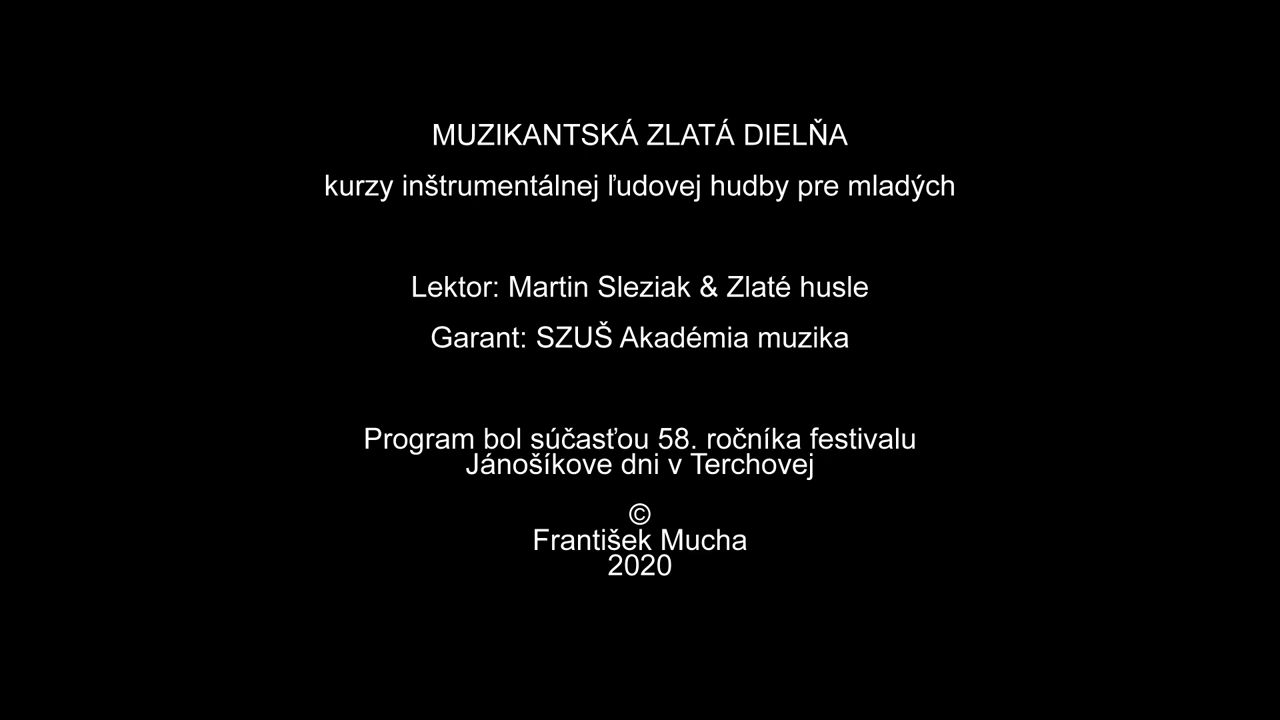 MUZIKANTSKÁ ZLATÁ DIELŇA
kurzy inštrumentálnej ľudovej hudby pre mladých
Lektor: Martin Sleziak & Zlaté husle
Garant: SZUŠ Akadémia muzika
Program bol súčasťou 58. ročníka festivalu
Jánošíkove dni v Terchovej
©
František Mucha
2020